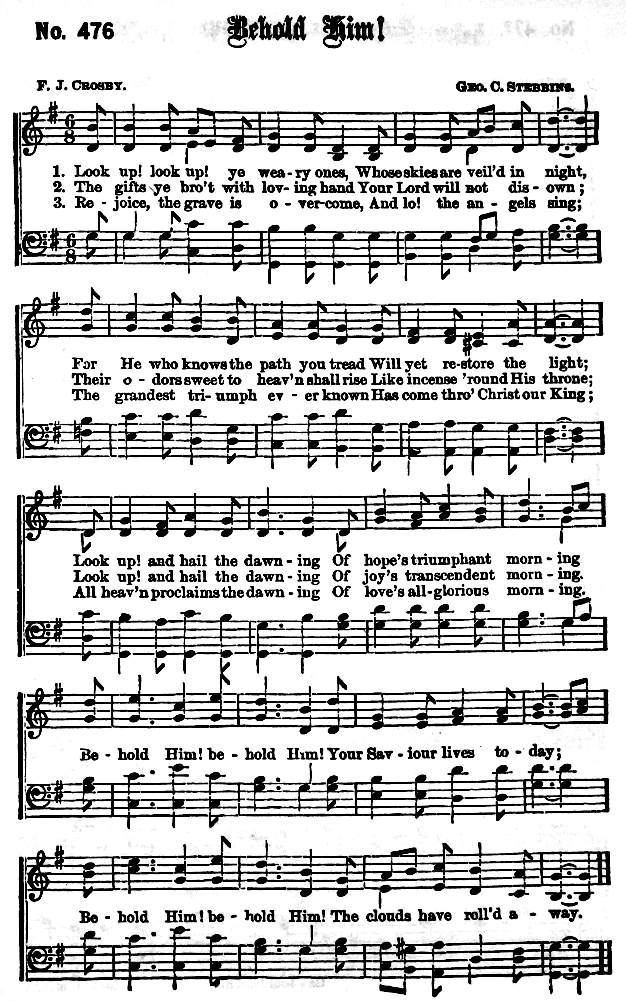 No. 476
Behold Him!
F. J. CROSBY.
GEO. C. STEBBINS.
1. Look up! look up! ye wea-ry ones, Whose skies are veil'd in night,
2. The gifts ye bro't with lov-ing hand Your Lord will not dis-own;
3. Re-joice, the grave is o-ver-come, And lo! the an-gels sing;
For He who knows the path you tread Will yet re-store the light;
Their o-dors sweet to heav'n shall rise Like incense 'round His throne;
The grandest tri-umph ev-er known Has come thro' Christ our King;
Look up! and hail the dawn-ing Of hope's triumphant morn-ing
Look up! and hail the dawn-ing Of joy's transcendent morn-ing.
All heav'n proclaims the dawn-ing Of love's all-glorious morn-ing.
Be-hold Him! be-hold Him! Your Sav-iour lives to-day;
Be-hold Him! be-hold Him! The clouds have roll'd a-way.